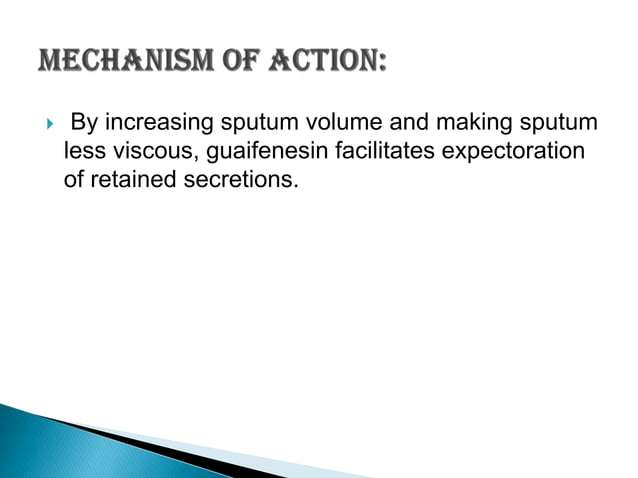 MECHANISM OF ACTION:
By increasing sputum volume and making sputum
less viscous, guaifenesin facilitates expectoration
of retained secretions.